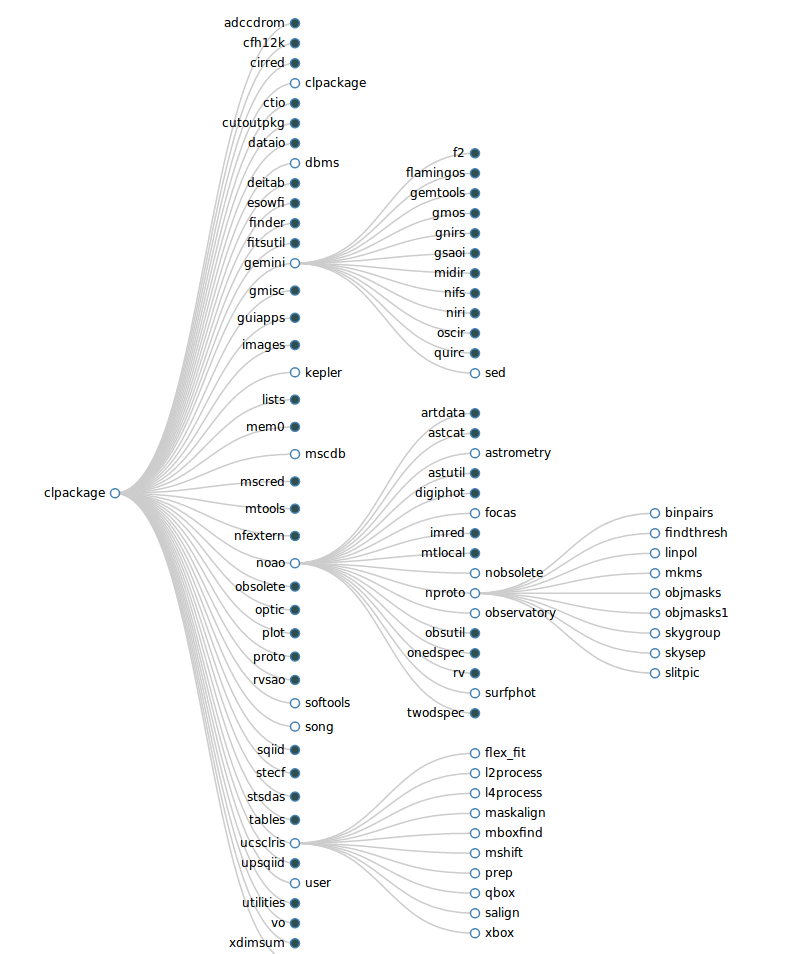 adccdrom
cfh12k
cirred
clpackage
ctio
cutoutpkg
dataio
dbms
deitab
esowfi
finder
fitsutil
gemini
gmisc
guiapps
images
kepler
lists
mem0
mscdb
mscred
mtools
nfextern
noao
obsolete
optic
plot
proto
rvsao
softools
song
sqiid
stecf
stsdas
tables
ucsclris
upsqiid
user
utilities
vo
xdimsum
clpackage
f2
flamingos
gemtools
gmos
gnirs
gsaoi
midir
nifs
niri
oscir
quirc
sed
artdata
astcat
astrometry
astutil
digiphot
focas
imred
mtlocal
nobsolete
nproto
observatory
obsutil
onedspec
rv
surfphot
twodspec
flex_fit
l2process
l4process
maskalign
mboxfind
mshift
prep
qbox
salign
xbox
binpairs
findthresh
linpol
mkms
objmasks
objmasks1
skygroup
skysep
slitpic